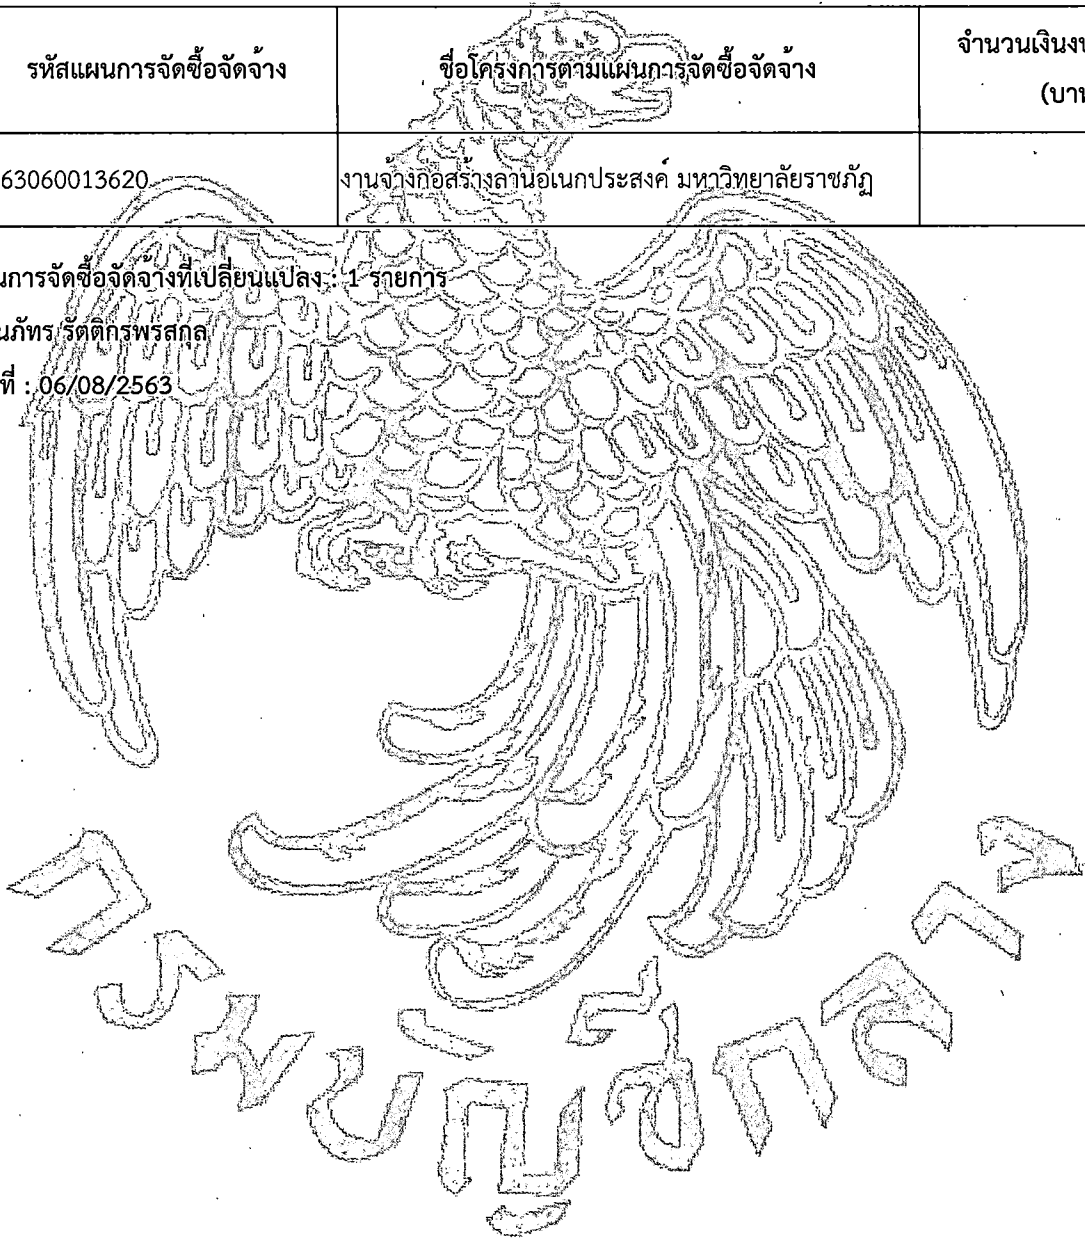 รหัสแผนการจัดซื้อจัดจ้าง ชื่อโครงการตามแผนการจัดซื้อจัดจ้าง จำนวนเงินง
(บาท
63060013620 งานจ้างก่อสร้างลานอเนกประสงค์ มหาวิทยาลัยราชภัฏ
นการจัดซื้อจัดจ้างที่เปลี่ยนแปลง : 1 รายการ
นภัทร รัตติกรพรสกุล
ที่ : 06/08/2563
กรมบัญชีกลาง